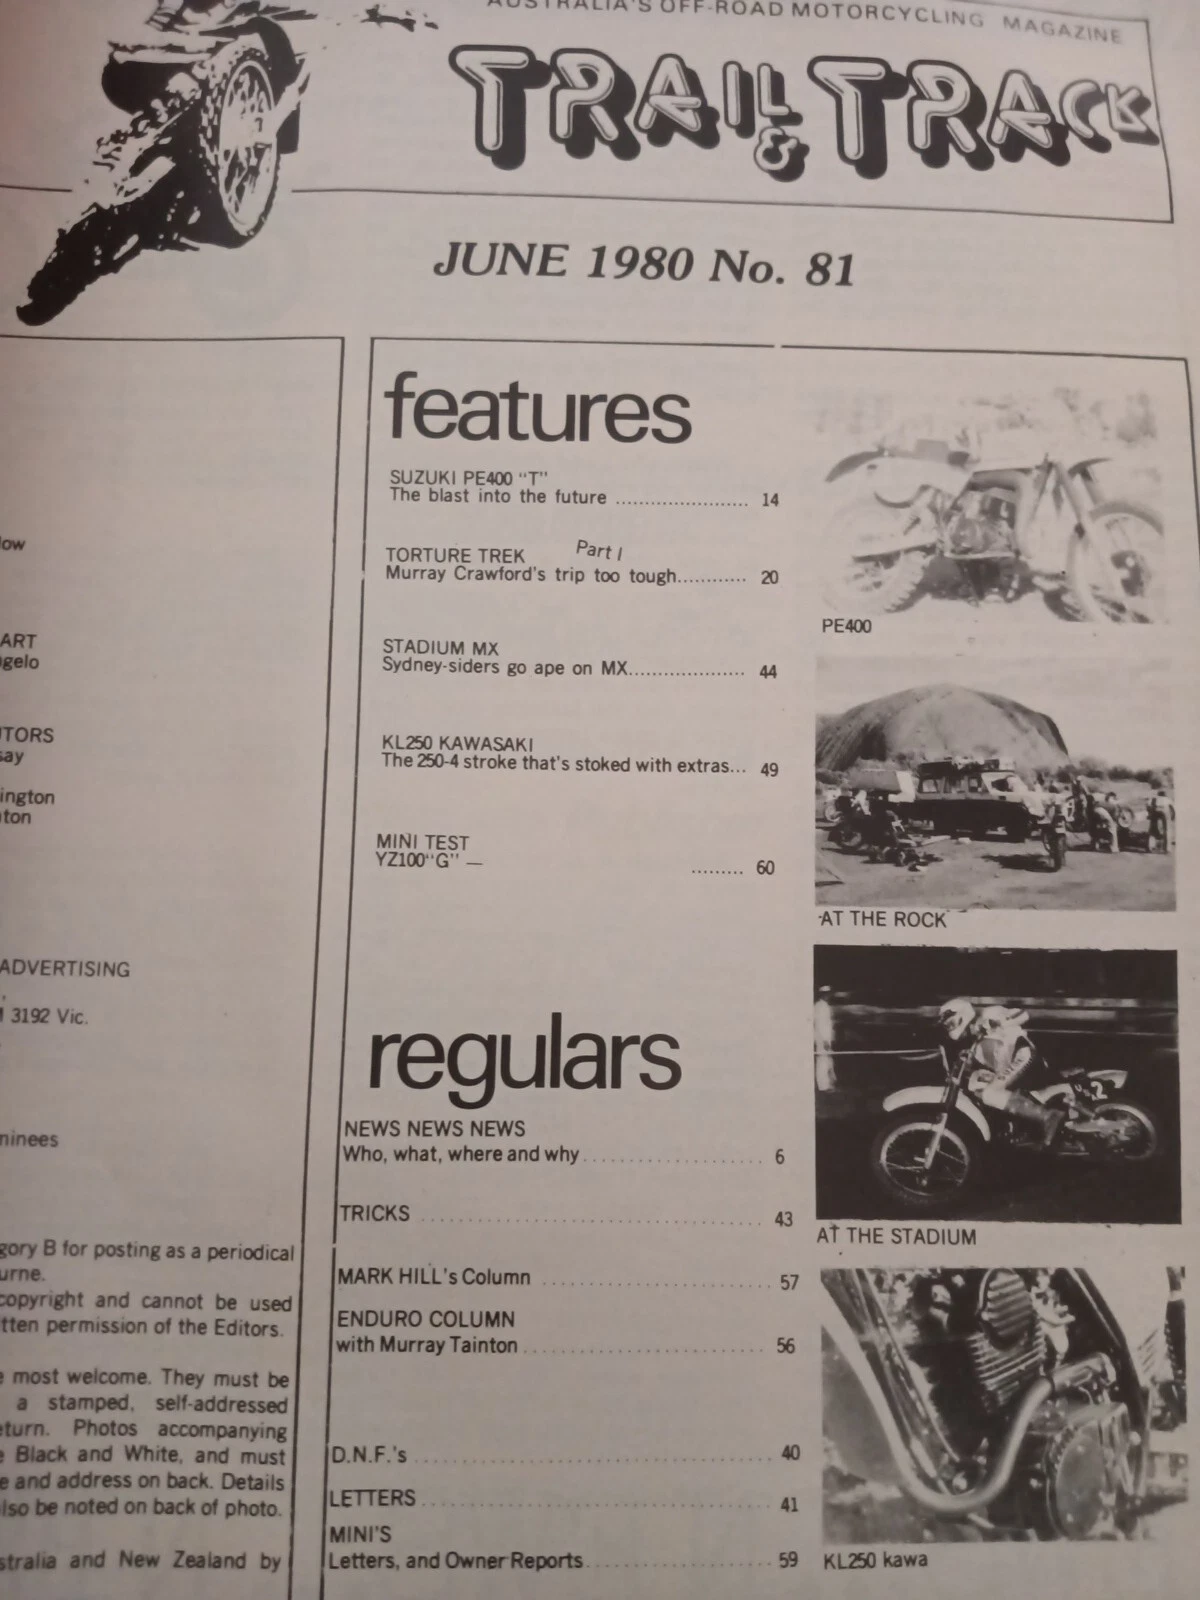 AUSTRALIA'S OFF-ROAD MOTORCYCLING MAGAZINE
TRAIL & TRACK
JUNE 1980 No. 81
ART
TORS
ington
ton
ADVERTISING
3192 Vic.
ninees
gory B for posting as a periodical
urne.
copyright and cannot be used
tten permission of the Editors.
most welcome. They must be
a stamped, self-addressed
eturn. Photos accompanying
Black and White, and must
e and address on back. Details
lso be noted on back of photo.
stralia and New Zealand by
features
SUZUKI PE400 "T"
The blast into the future ........................ 14
TORTURE TREK Part I
Murray Crawford's trip too tough............ 20
STADIUM MX
Sydney-siders go ape on MX.................... 44
KL250 KAWASAKI
The 250-4 stroke that's stoked with extras... 49
MINI TEST
YZ100"G" — ......... 60
regulars
NEWS NEWS NEWS
Who, what, where and why ........................ 6
TRICKS ........................ 43
MARK HILL's Column ........................ 57
ENDURO COLUMN
with Murray Tainton ........................ 56
D.N.F.'s ........................ 40
LETTERS ........................ 41
MINI'S
Letters, and Owner Reports ........................ 59
PE400
AT THE ROCK
2
AT THE STADIUM
KL250 kawa